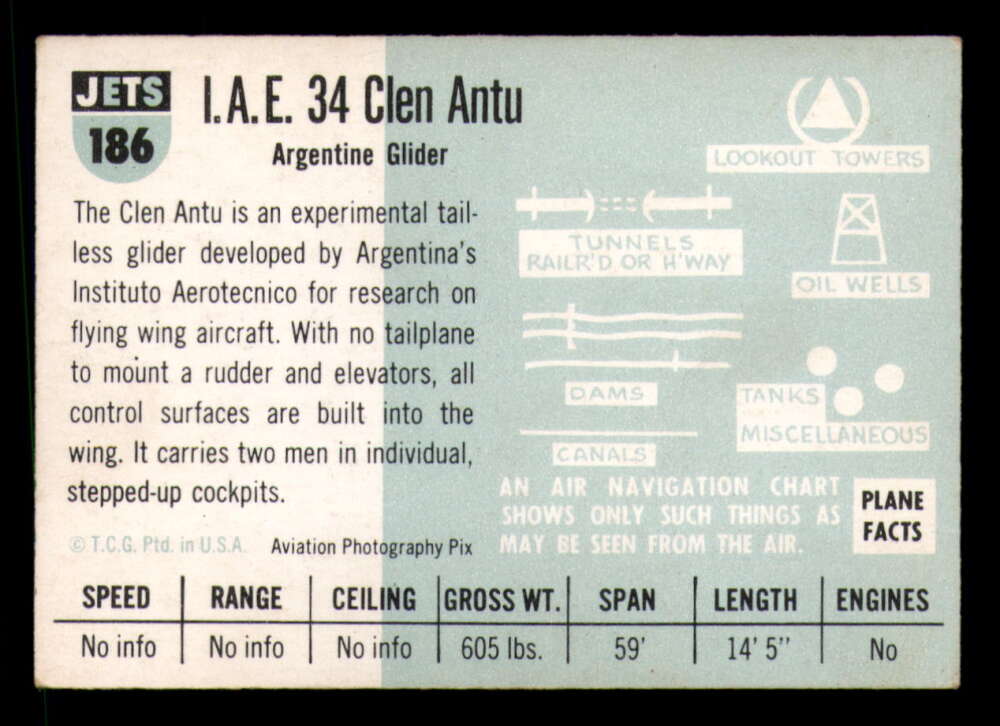 JETS
186
I.A.E. 34 Clen Antu
Argentine Glider
The Clen Antu is an experimental tail-
less glider developed by Argentina's
Instituto Aerotecnico for research on
flying wing aircraft. With no tailplane
to mount a rudder and elevators, all
control surfaces are built into the
wing. It carries two men in individual,
stepped-up cockpits.
© T.C.G. Ptd. in U.S.A. Aviation Photography Pix
LOOKOUT TOWERS
TUNNELS
RAILR'D OR H'WAY
OIL WELLS
DAMS
TANKS
MISCELLANEOUS
CANALS
AN AIR NAVIGATION CHART
SHOWS ONLY SUCH THINGS AS
MAY BE SEEN FROM THE AIR.
PLANE
FACTS
SPEED RANGE CEILING GROSS WT. SPAN LENGTH ENGINES
No info No info No info 605 lbs. 59' 14' 5'' No